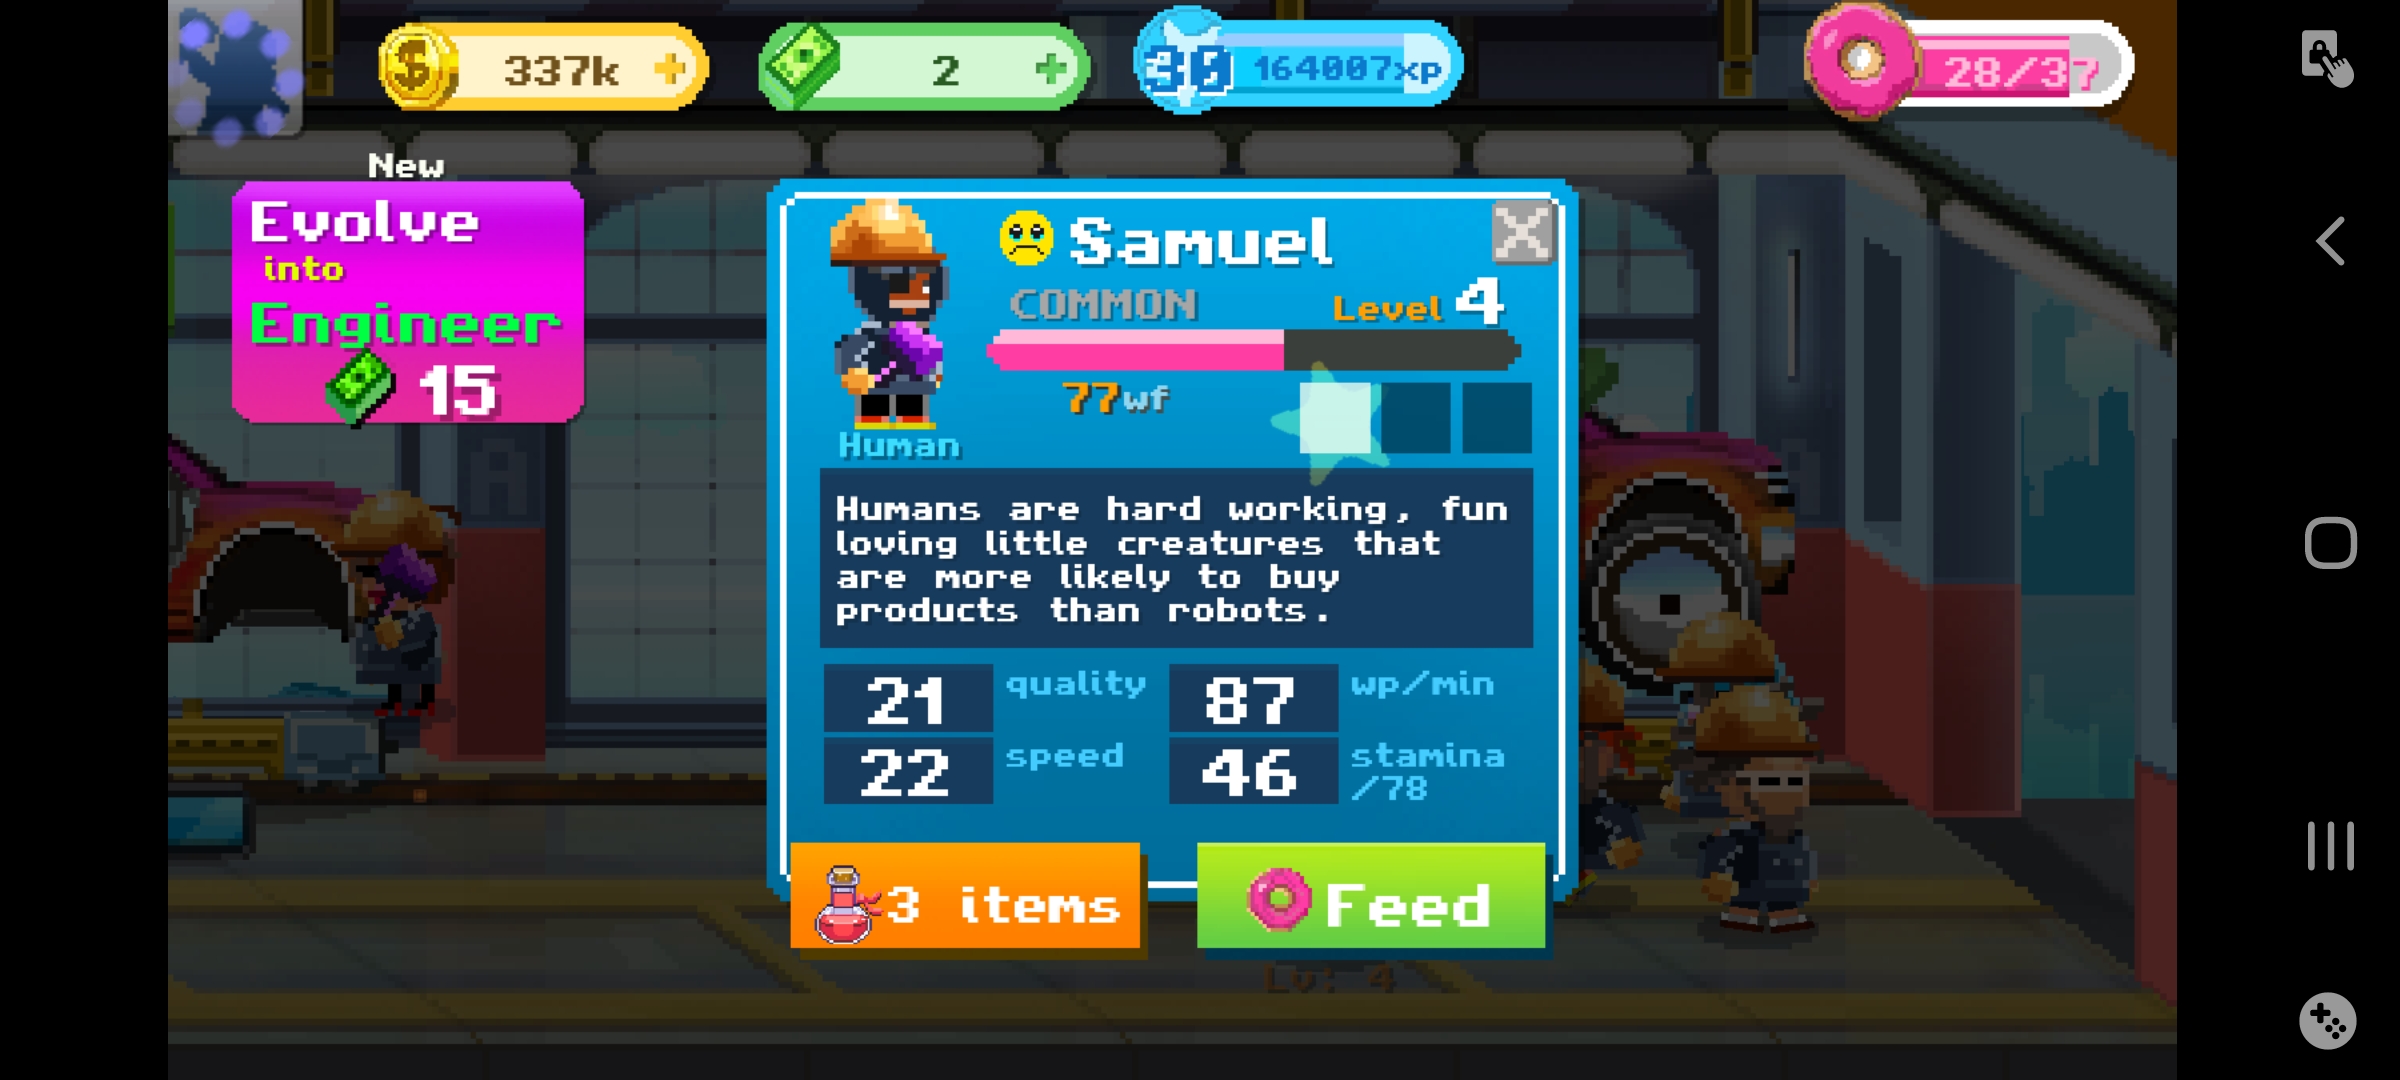 337k
2
30 164007xp
28/37
New
Evolve
into
Engineer
15
Samuel
COMMON Level 4
77wf
Human
Humans are hard working, fun
loving little creatures that
are more likely to buy
products than robots.
21 quality 87 wp/min
22 speed 46 stamina
/78
3 items Feed
Lv: 4